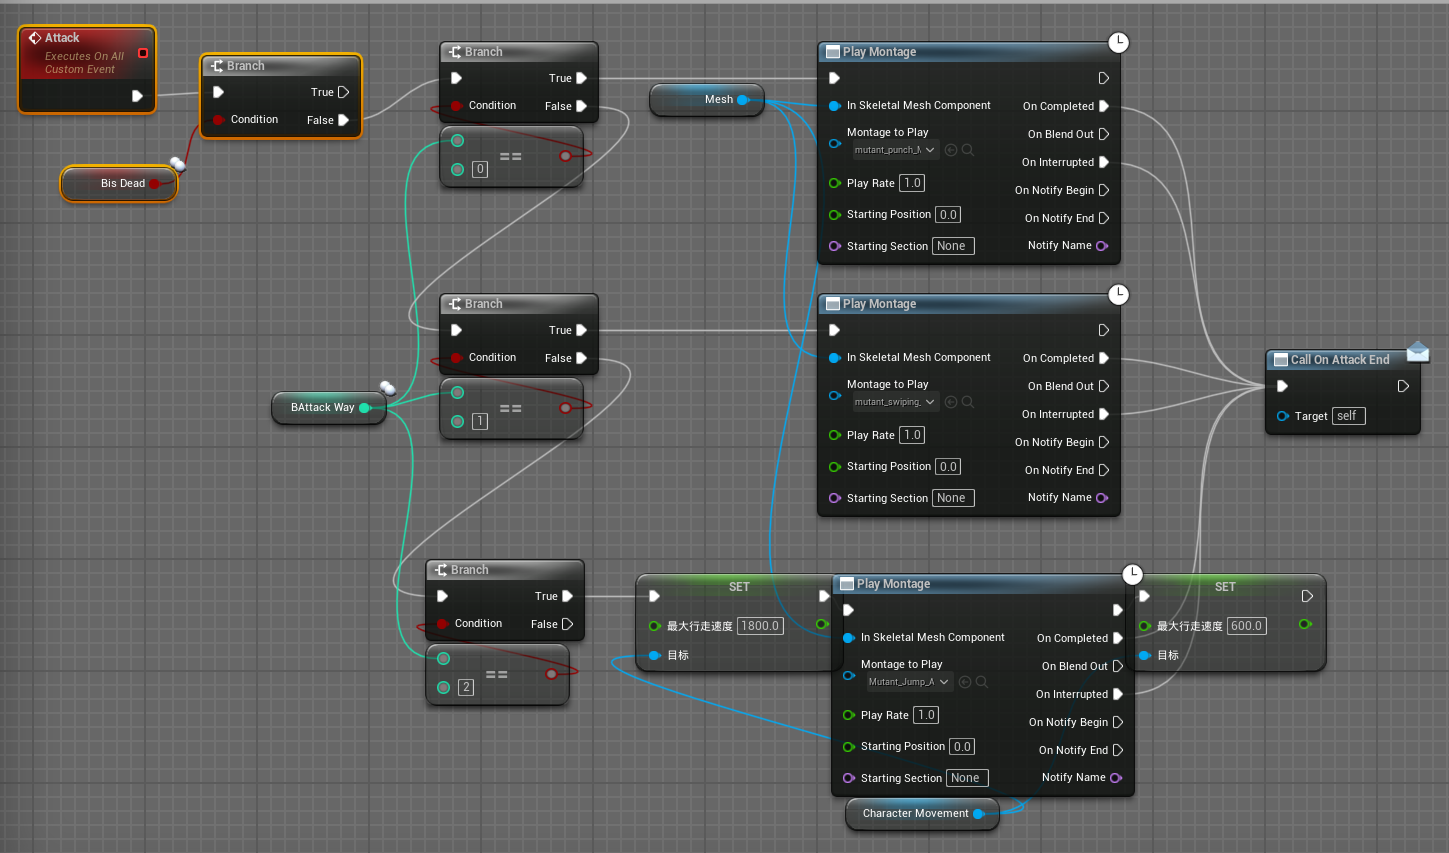 Attack
Executes On All
Custom Event
Branch
True
Condition
False
Bis Dead
Branch
True
Condition
False
==
0
Mesh
Play Montage
In Skeletal Mesh Component
On Completed
Montage to Play
On Blend Out
mutant_punch_
On Interrupted
Play Rate
1.0
On Notify Begin
Starting Position
0.0
On Notify End
Starting Section
None
Notify Name
Branch
True
Condition
False
==
1
BAttack Way
Play Montage
In Skeletal Mesh Component
On Completed
Montage to Play
On Blend Out
mutant_swiping_
On Interrupted
Play Rate
1.0
On Notify Begin
Starting Position
0.0
On Notify End
Starting Section
None
Notify Name
Call On Attack End
Target
self
Branch
True
Condition
False
==
2
SET
最大行走速度
1800.0
目标
Play Montage
In Skeletal Mesh Component
On Completed
Montage to Play
On Blend Out
Mutant_Jump_A
On Interrupted
Play Rate
1.0
On Notify Begin
Starting Position
0.0
On Notify End
Starting Section
None
Notify Name
SET
最大行走速度
600.0
目标
Character Movement